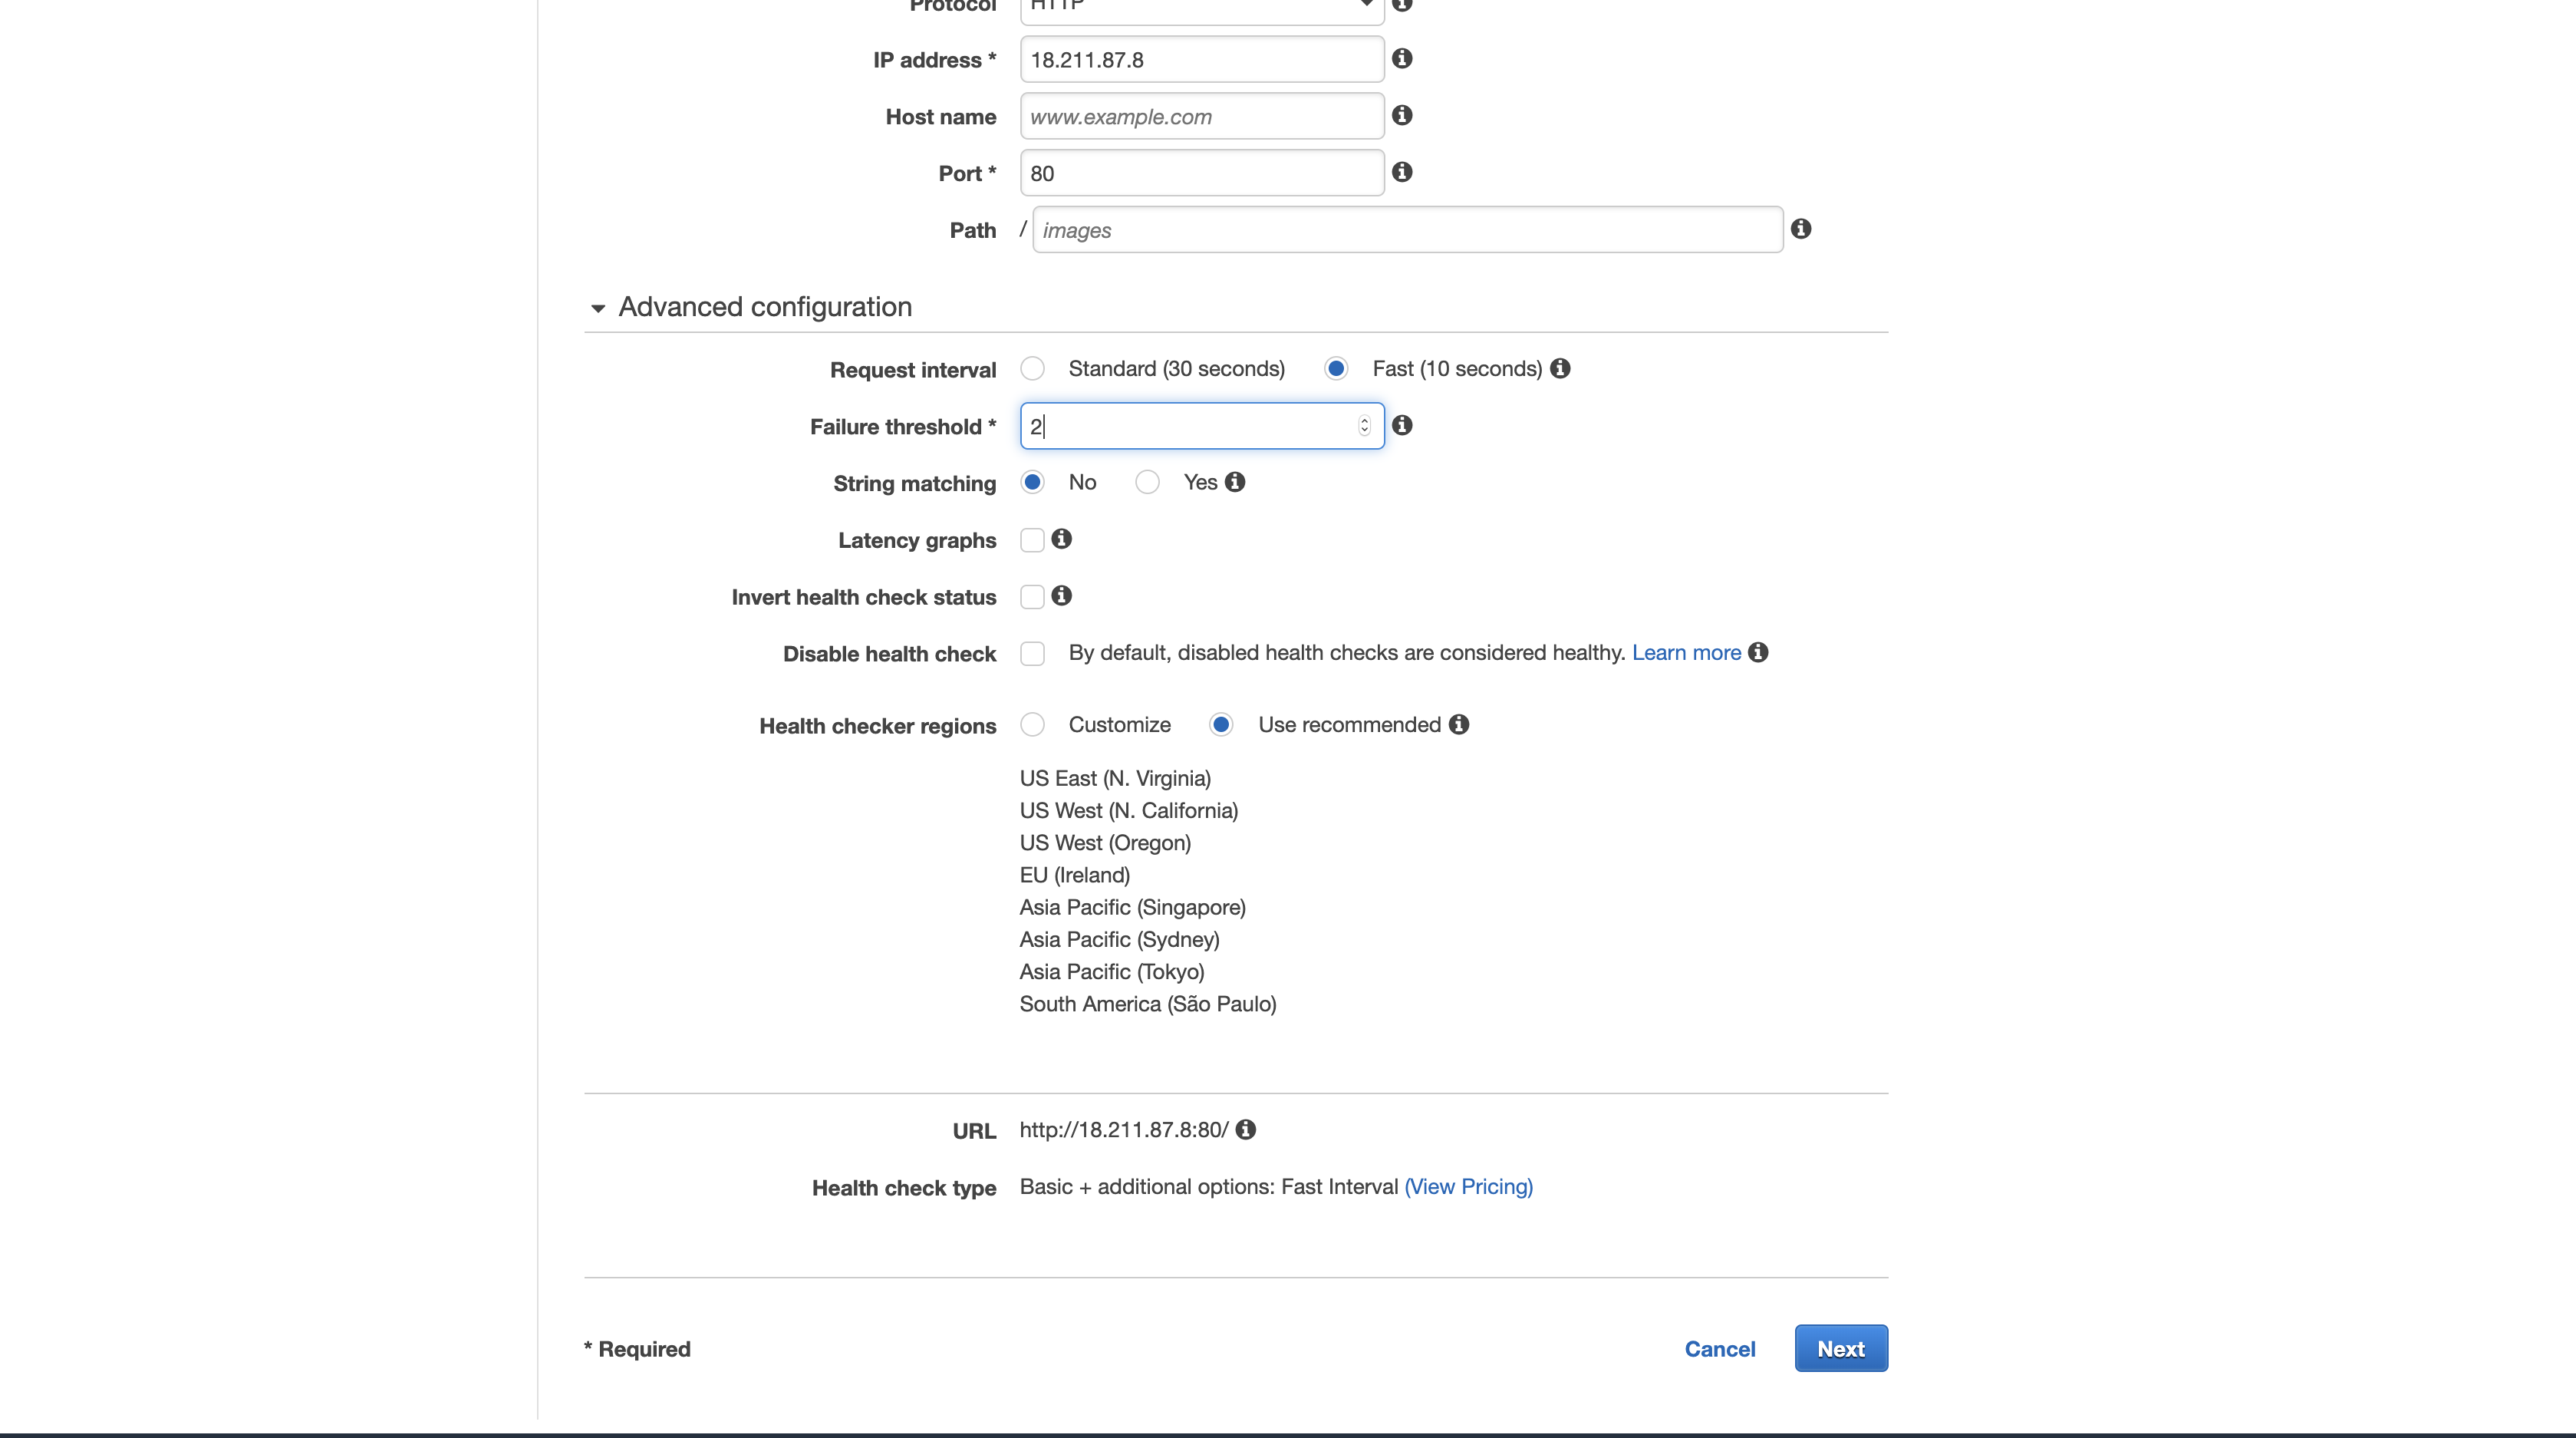 Protocol HTTP
IP address * 18.211.87.8
Host name www.example.com
Port * 80
Path / images
Advanced configuration
Request interval Standard (30 seconds) Fast (10 seconds)
Failure threshold * 2
String matching No Yes
Latency graphs
Invert health check status
Disable health check By default, disabled health checks are considered healthy. Learn more
Health checker regions Customize Use recommended
US East (N. Virginia)
US West (N. California)
US West (Oregon)
EU (Ireland)
Asia Pacific (Singapore)
Asia Pacific (Sydney)
Asia Pacific (Tokyo)
South America (São Paulo)
URL http://18.211.87.8:80/
Health check type Basic + additional options: Fast Interval (View Pricing)
* Required Cancel Next